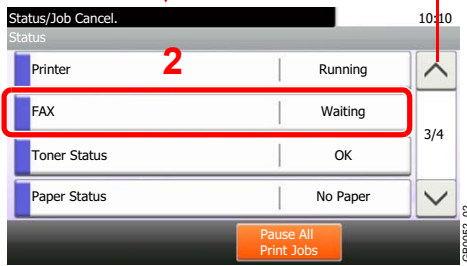 Status/Job Cancel. 10:10
Status
Printer Running
2
FAX Waiting
3/4
Toner Status OK
Paper Status No Paper
Pause All
Print Jobs
GB0052_02